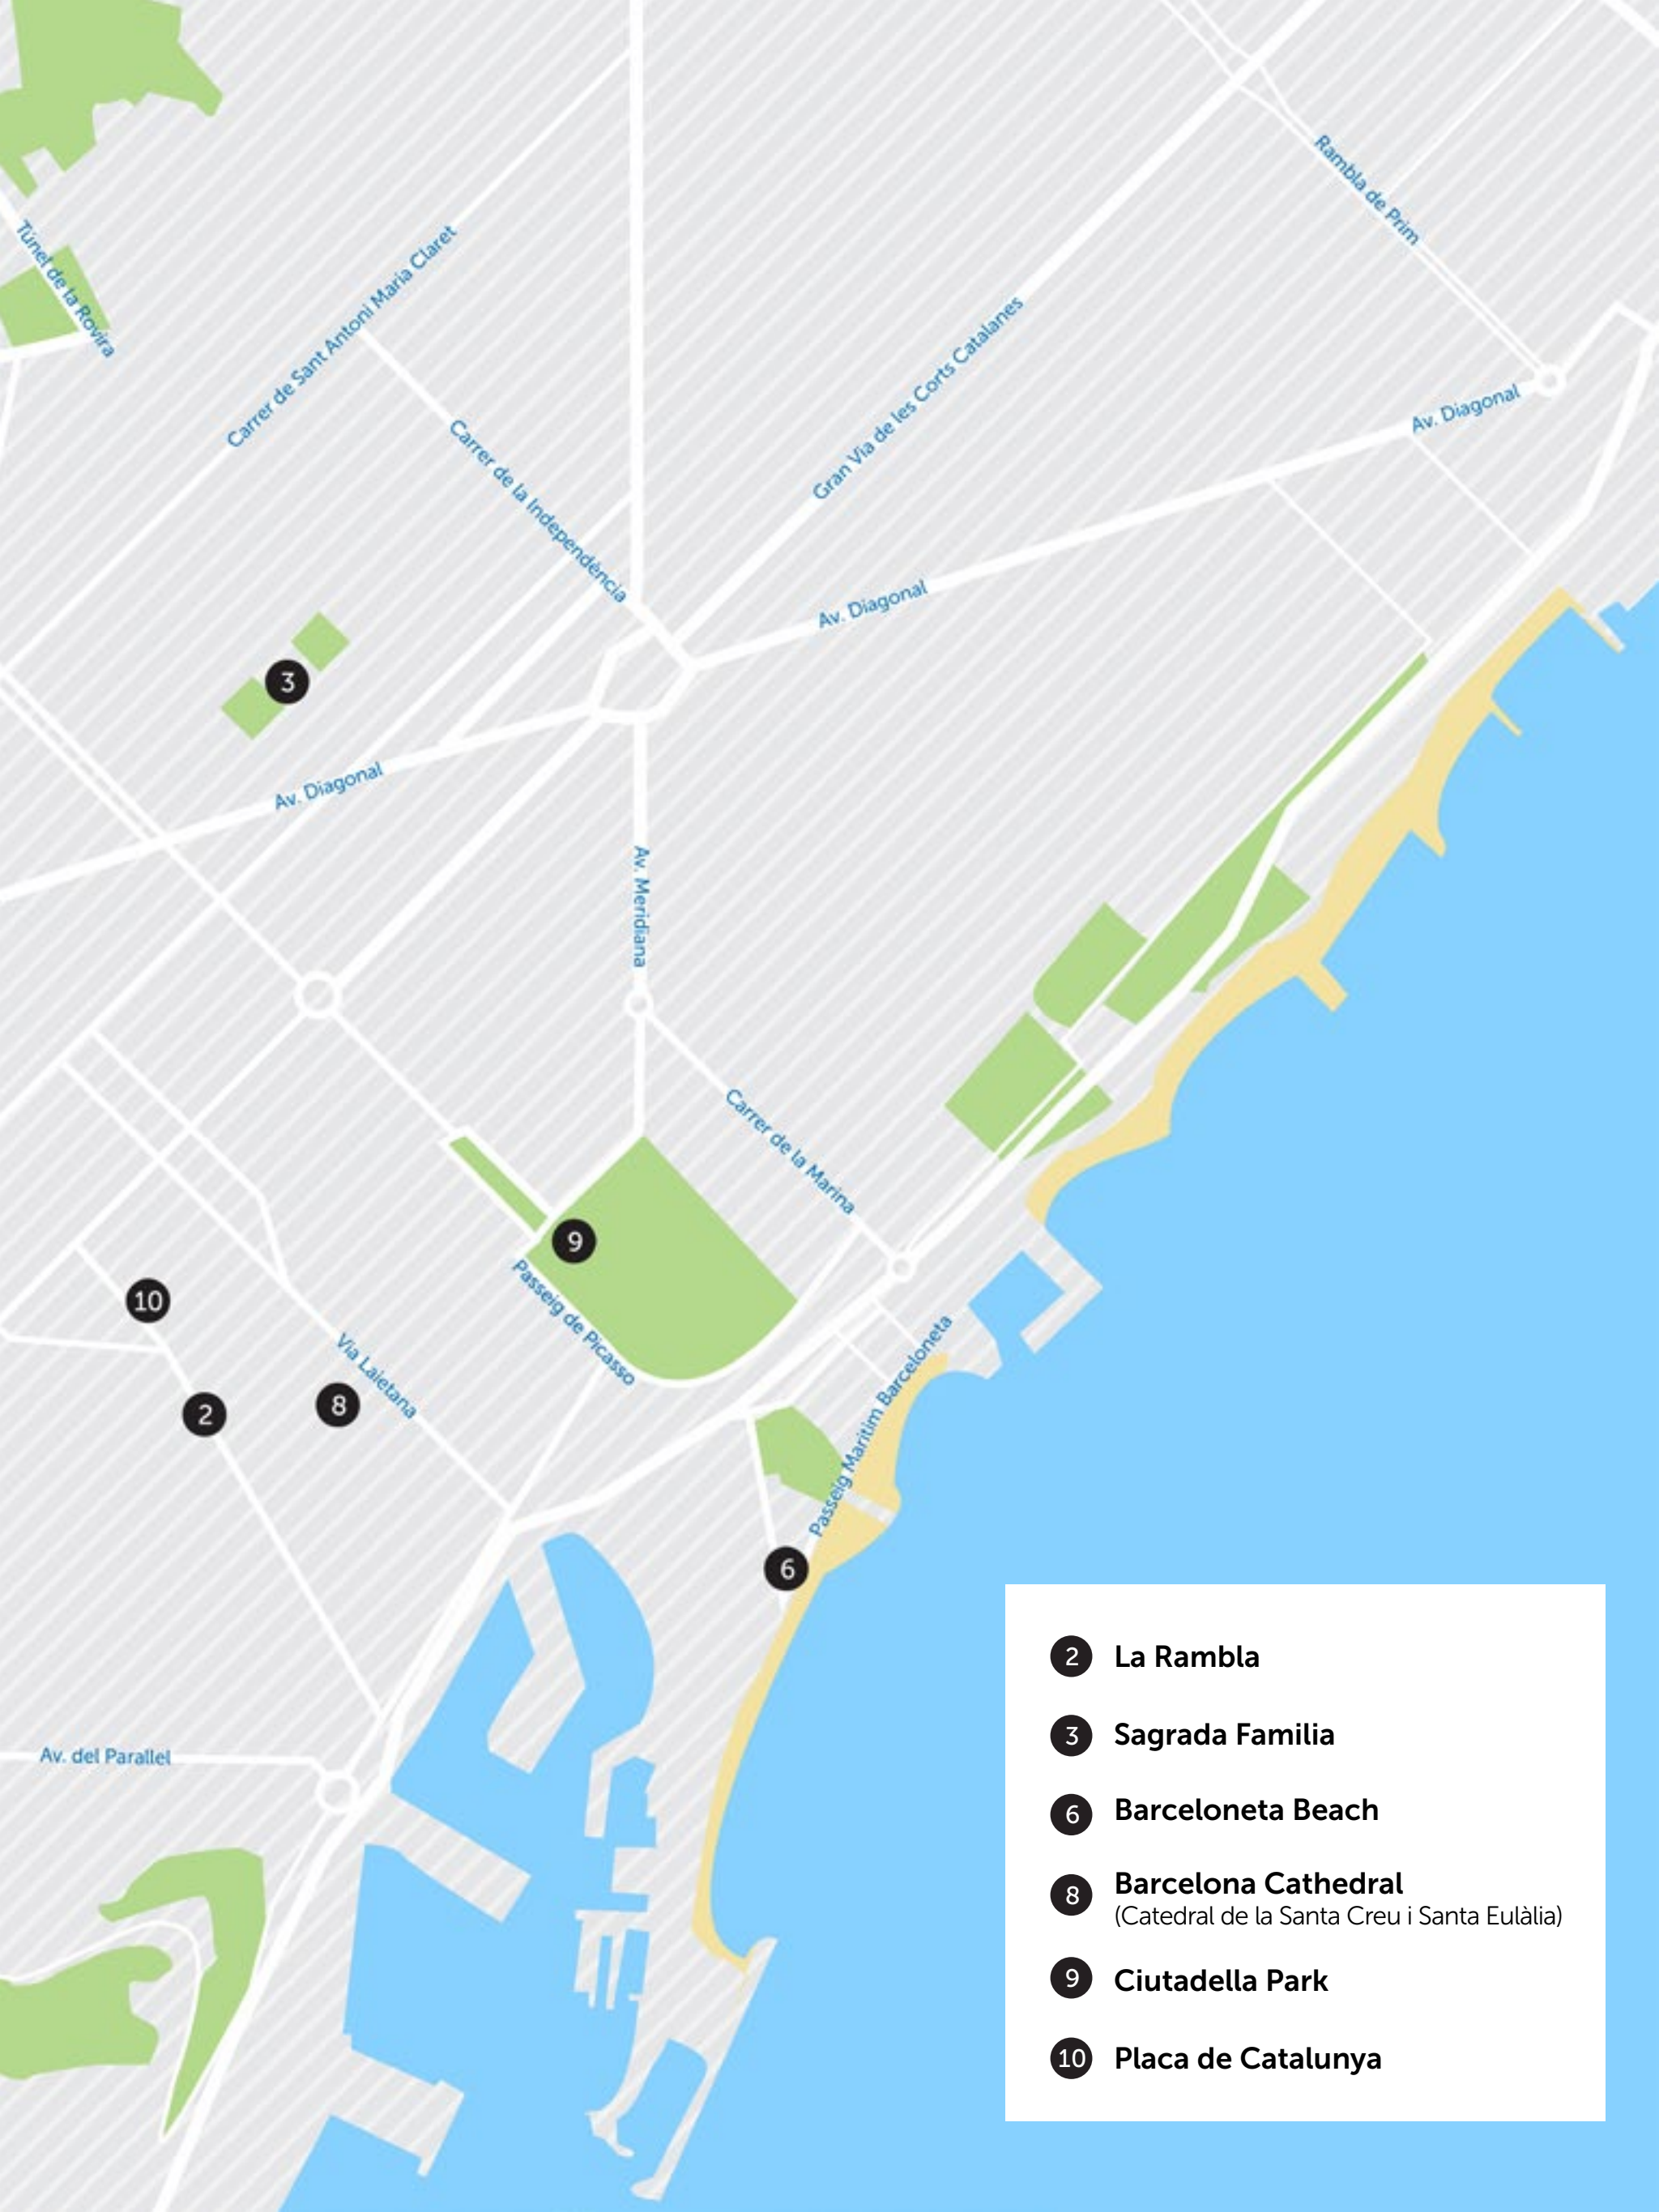 Rambla de Prim
Túnel de la Rovira
Carrer de Sant Antoni Maria Claret
Gran Via de les Corts Catalanes
Av. Diagonal
Carrer de la Independència
Av. Diagonal
3
Av. Diagonal
Av. Meridiana
Carrer de la Marina
9
Passeig de Picasso
10
Via Laietana
8
2
Passeig Marítim Barceloneta
6
2 La Rambla
3 Sagrada Familia
Av. del Parallel
6 Barceloneta Beach
8 Barcelona Cathedral
(Catedral de la Santa Creu i Santa Eulàlia)
9 Ciutadella Park
10 Placa de Catalunya